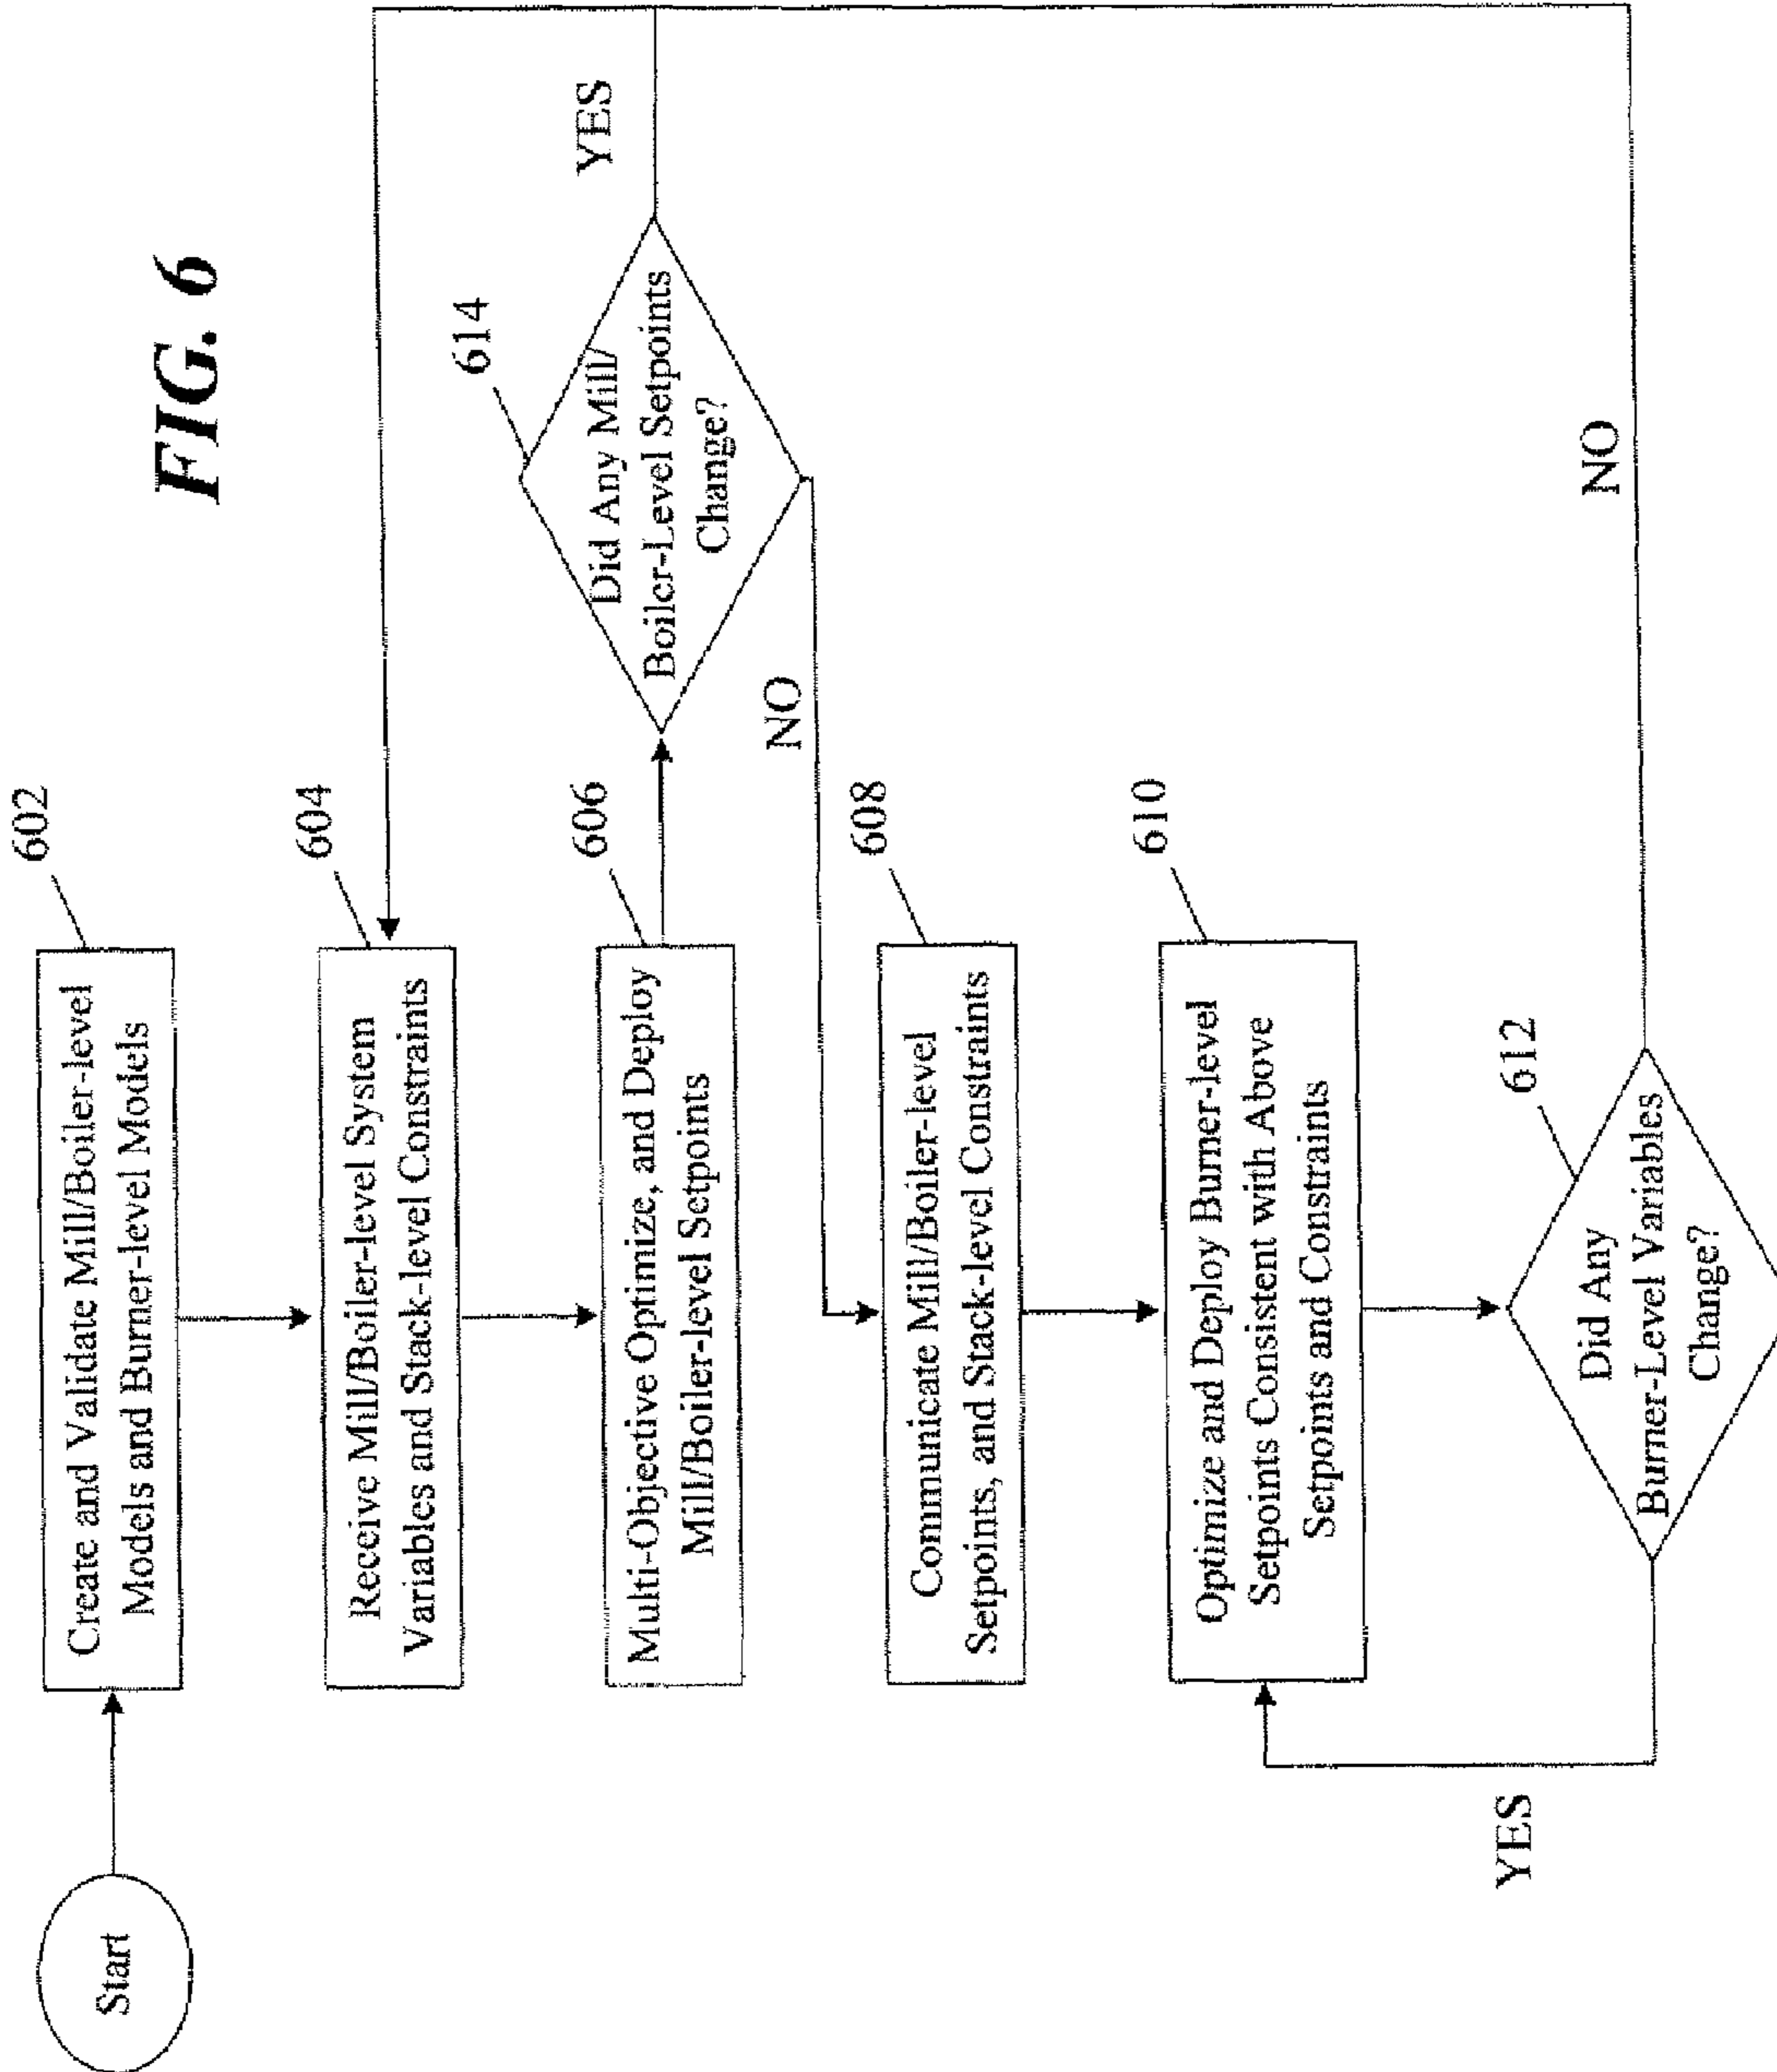 FIG. 6
Start
602
Create and Validate Mill/Boiler-level
Models and Burner-level Models
604
Receive Mill/Boiler-level System
Variables and Stack-level Constraints
606
Multi-Objective Optimize, and Deploy
Mill/Boiler-level Setpoints
614
Did Any Mill/
Boiler-Level Setpoints
Change?
YES
NO
608
Communicate Mill/Boiler-level
Setpoints, and Stack-level Constraints
610
Optimize and Deploy Burner-level
Setpoints Consistent with Above
Setpoints and Constraints
612
Did Any
Burner-Level Variables
Change?
YES
NO